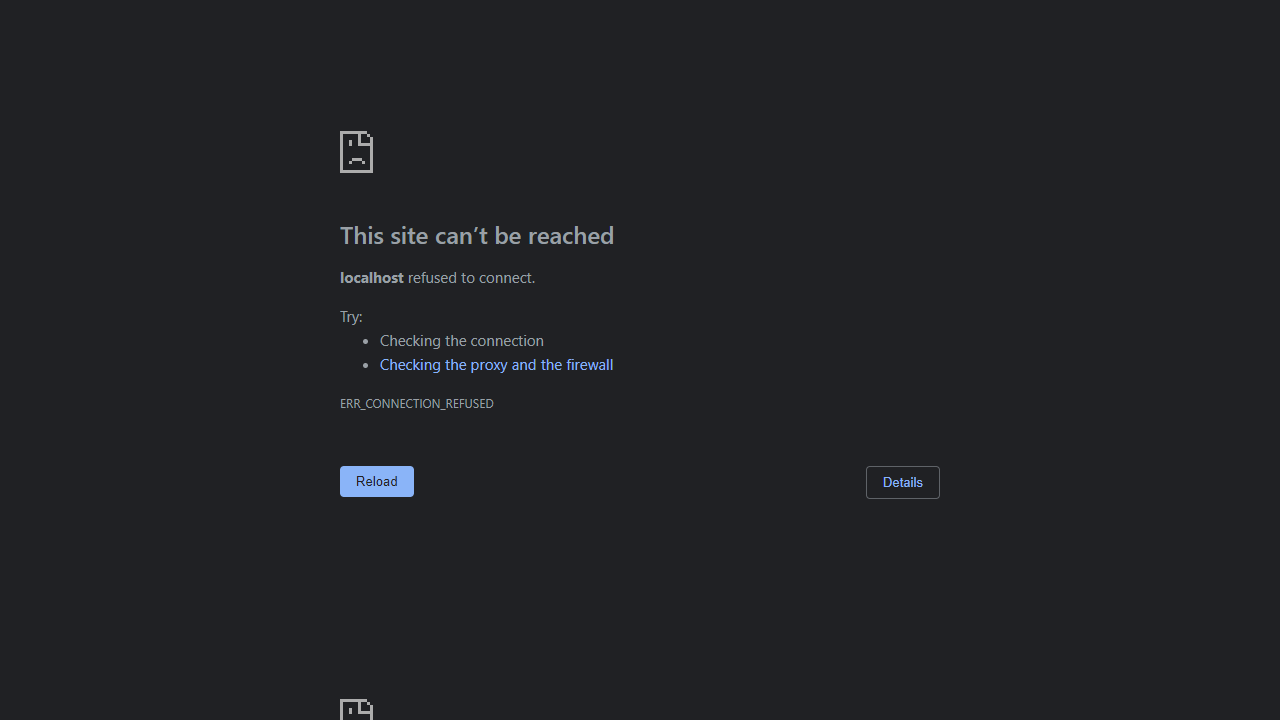 This site can’t be reached
localhost refused to connect.
Try:
Checking the connection
Checking the proxy and the firewall
ERR_CONNECTION_REFUSED
Reload
Details